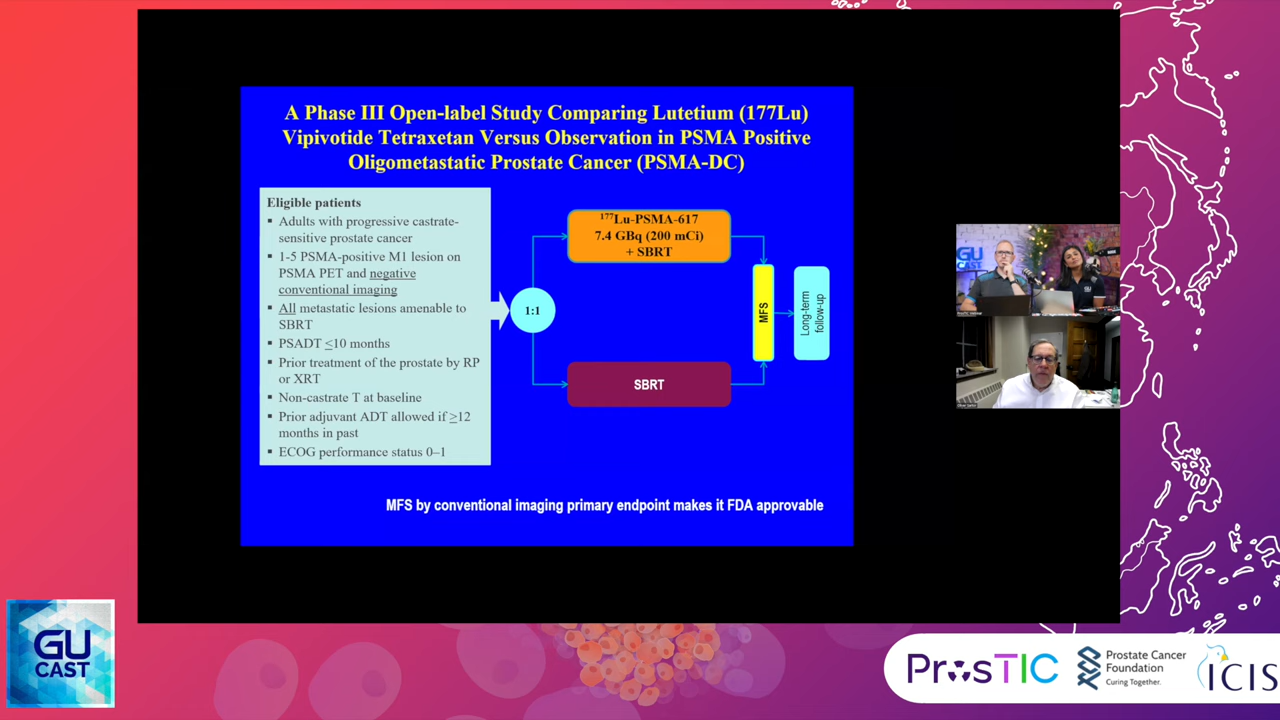 A Phase III Open-label Study Comparing Lutetium (177Lu)
Vipivotide Tetraxetan Versus Observation in PSMA Positive
Oligometastatic Prostate Cancer (PSMA-DC)
Eligible patients
▪ Adults with progressive castrate-
sensitive prostate cancer
▪ 1-5 PSMA-positive M1 lesion on
PSMA PET and negative
conventional imaging
▪ All metastatic lesions amenable to
SBRT
▪ PSADT ≤10 months
▪ Prior treatment of the prostate by RP
or XRT
▪ Non-castrate T at baseline
▪ Prior adjuvant ADT allowed if ≥12
months in past
▪ ECOG performance status 0–1
1:1
¹⁷⁷Lu-PSMA-617
7.4 GBq (200 mCi)
+ SBRT
SBRT
MFS
Long-term
follow-up
MFS by conventional imaging primary endpoint makes it FDA approvable
GU
CAST
GU
CAST
ProsTIC
Prostate Cancer
Foundation
Curing Together.
ICIS